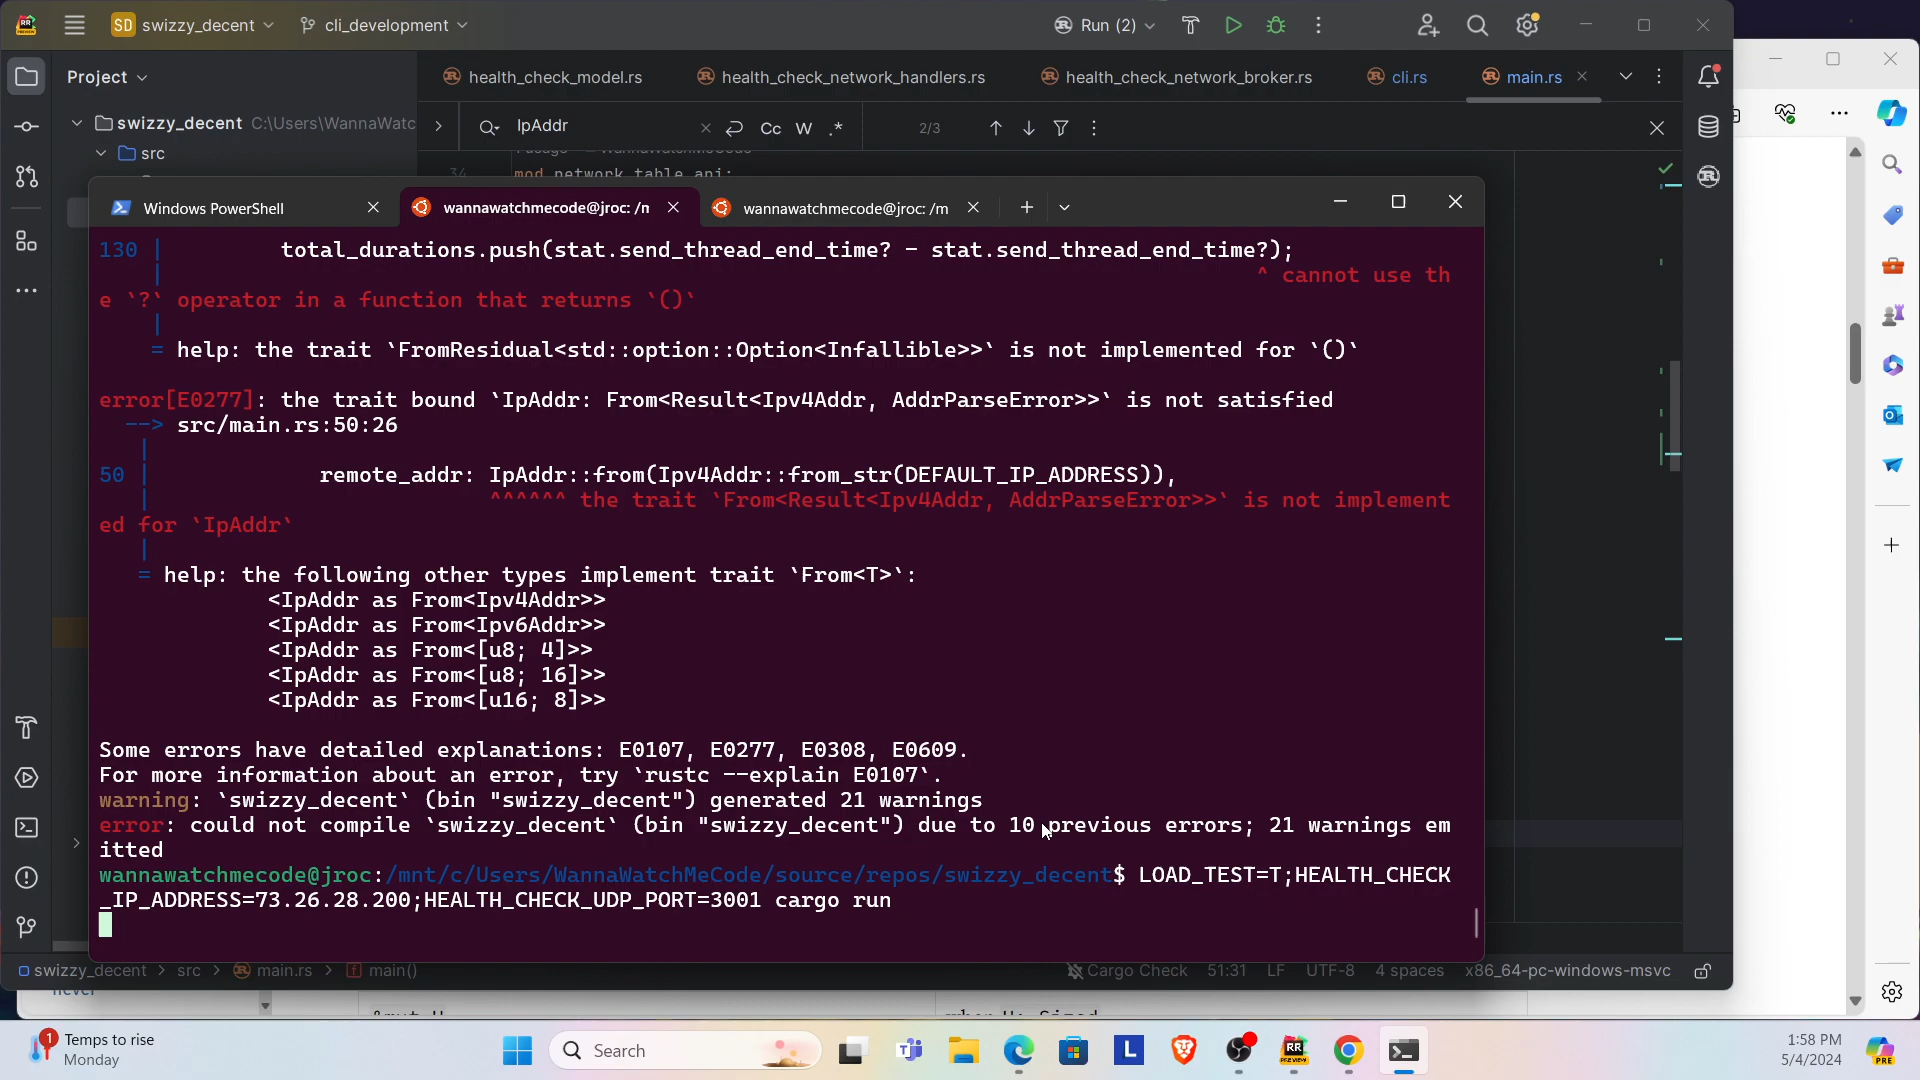 SD swizzy_decent
cli_development
Run (2)
Project
health_check_model.rs
health_check_network_handlers.rs
health_check_network_broker.rs
cli.rs
main.rs
swizzy_decent C:\Users\WannaWatc
src
IpAddr
Cc W .*
2/3
34 mod network_table_api;
Windows PowerShell
wannawatchmecode@jroc: /n
wannawatchmecode@jroc: /m
130 | total_durations.push(stat.send_thread_end_time? - stat.send_thread_end_time?);
| ^ cannot use th
e `?` operator in a function that returns `()`
|
= help: the trait `FromResidual<std::option::Option<Infallible>>` is not implemented for `()`
error[E0277]: the trait bound `IpAddr: From<Result<Ipv4Addr, AddrParseError>>` is not satisfied
--> src/main.rs:50:26
|
50 | remote_addr: IpAddr::from(Ipv4Addr::from_str(DEFAULT_IP_ADDRESS)),
| ^^^^^^ the trait `From<Result<Ipv4Addr, AddrParseError>>` is not implement
ed for `IpAddr`
|
= help: the following other types implement trait `From<T>`:
<IpAddr as From<Ipv4Addr>>
<IpAddr as From<Ipv6Addr>>
<IpAddr as From<[u8; 4]>>
<IpAddr as From<[u8; 16]>>
<IpAddr as From<[u16; 8]>>
Some errors have detailed explanations: E0107, E0277, E0308, E0609.
For more information about an error, try `rustc --explain E0107`.
warning: `swizzy_decent` (bin "swizzy_decent") generated 21 warnings
error: could not compile `swizzy_decent` (bin "swizzy_decent") due to 10 previous errors; 21 warnings em
itted
wannawatchmecode@jroc:/mnt/c/Users/WannaWatchMeCode/source/repos/swizzy_decent$ LOAD_TEST=T;HEALTH_CHECK
_IP_ADDRESS=73.26.28.200;HEALTH_CHECK_UDP_PORT=3001 cargo run
swizzy_decent > src > main.rs > main()
Cargo Check 51:31 LF UTF-8 4 spaces x86_64-pc-windows-msvc
1 Temps to rise
Monday
Search
1:58 PM
5/4/2024